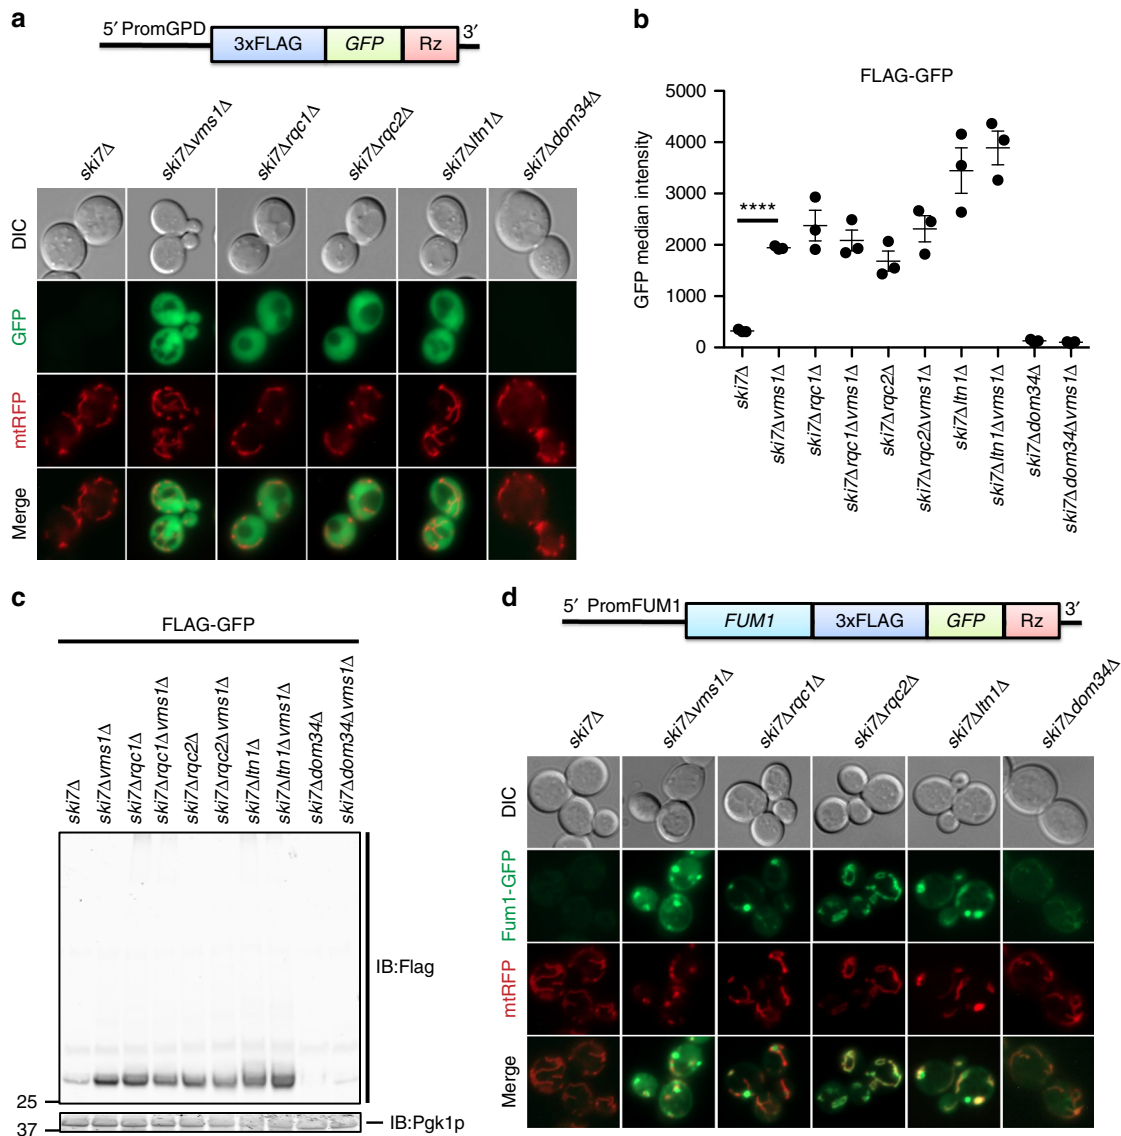 a
5′ PromGPD 3xFLAG GFP Rz 3′
ski7Δ ski7Δvms1Δ ski7Δrqc1Δ ski7Δrqc2Δ ski7Δltn1Δ ski7Δdom34Δ
DIC
GFP
mtRFP
Merge
b
FLAG-GFP
GFP median intensity
5000
4000
3000
2000
1000
0
****
ski7Δ ski7Δvms1Δ ski7Δrqc1Δ ski7Δrqc1Δvms1Δ ski7Δrqc2Δ ski7Δrqc2Δvms1Δ ski7Δltn1Δ ski7Δltn1Δvms1Δ ski7Δdom34Δ ski7Δdom34Δvms1Δ
c
FLAG-GFP
ski7Δ ski7Δvms1Δ ski7Δrqc1Δ ski7Δrqc1Δvms1Δ ski7Δrqc2Δ ski7Δrqc2Δvms1Δ ski7Δltn1Δ ski7Δltn1Δvms1Δ ski7Δdom34Δ ski7Δdom34Δvms1Δ
IB:Flag
25
37
IB:Pgk1p
d
5′ PromFUM1 FUM1 3xFLAG GFP Rz 3′
ski7Δ ski7Δvms1Δ ski7Δrqc1Δ ski7Δrqc2Δ ski7Δltn1Δ ski7Δdom34Δ
DIC
Fum1-GFP
mtRFP
Merge